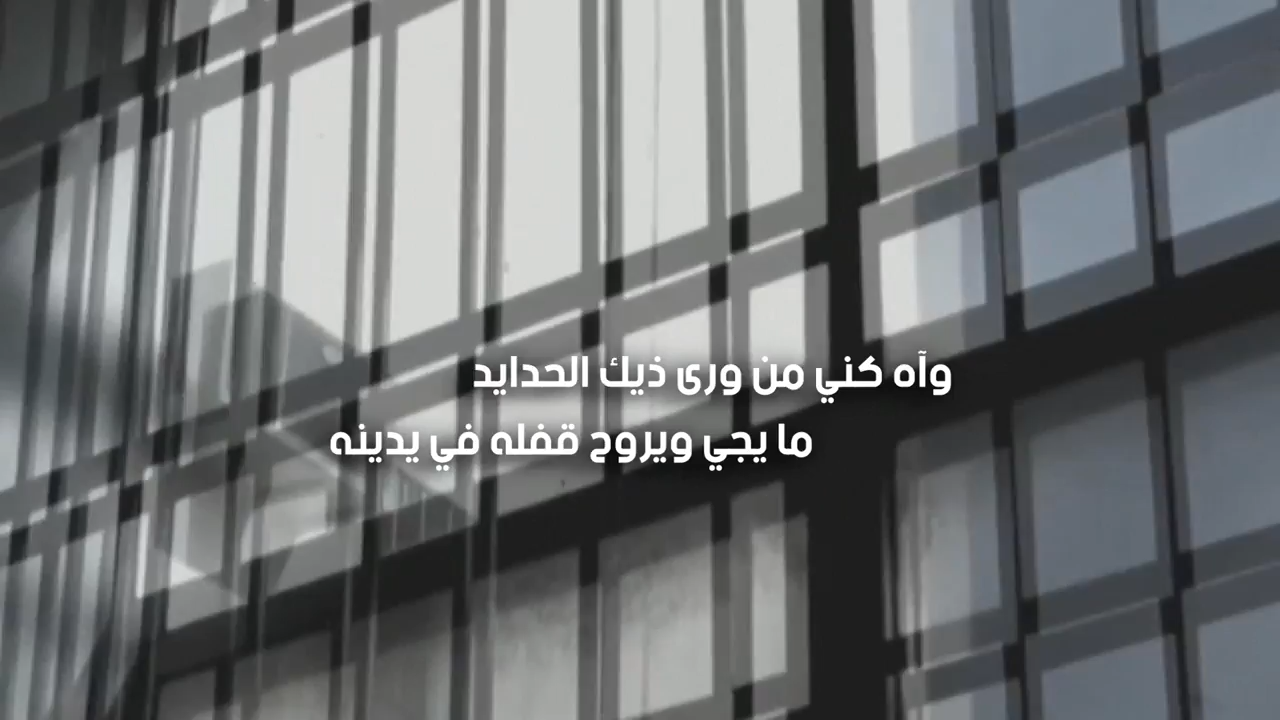 وآه كني من ورى ذيك الحدايد
ما يجي ويروح قفله في يدينه